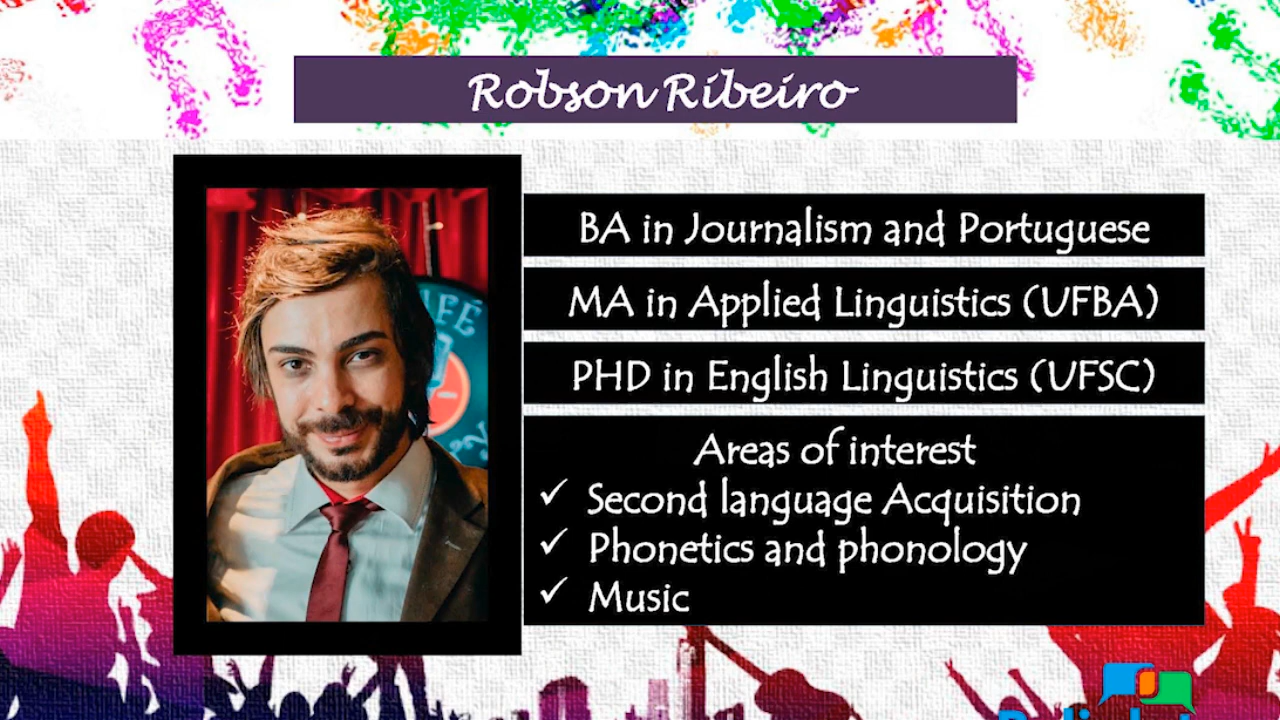 Robson Ribeiro
BA in Journalism and Portuguese
MA in Applied Linguistics (UFBA)
PHD in English Linguistics (UFSC)
Areas of interest
✓ Second language Acquisition
✓ Phonetics and phonology
✓ Music